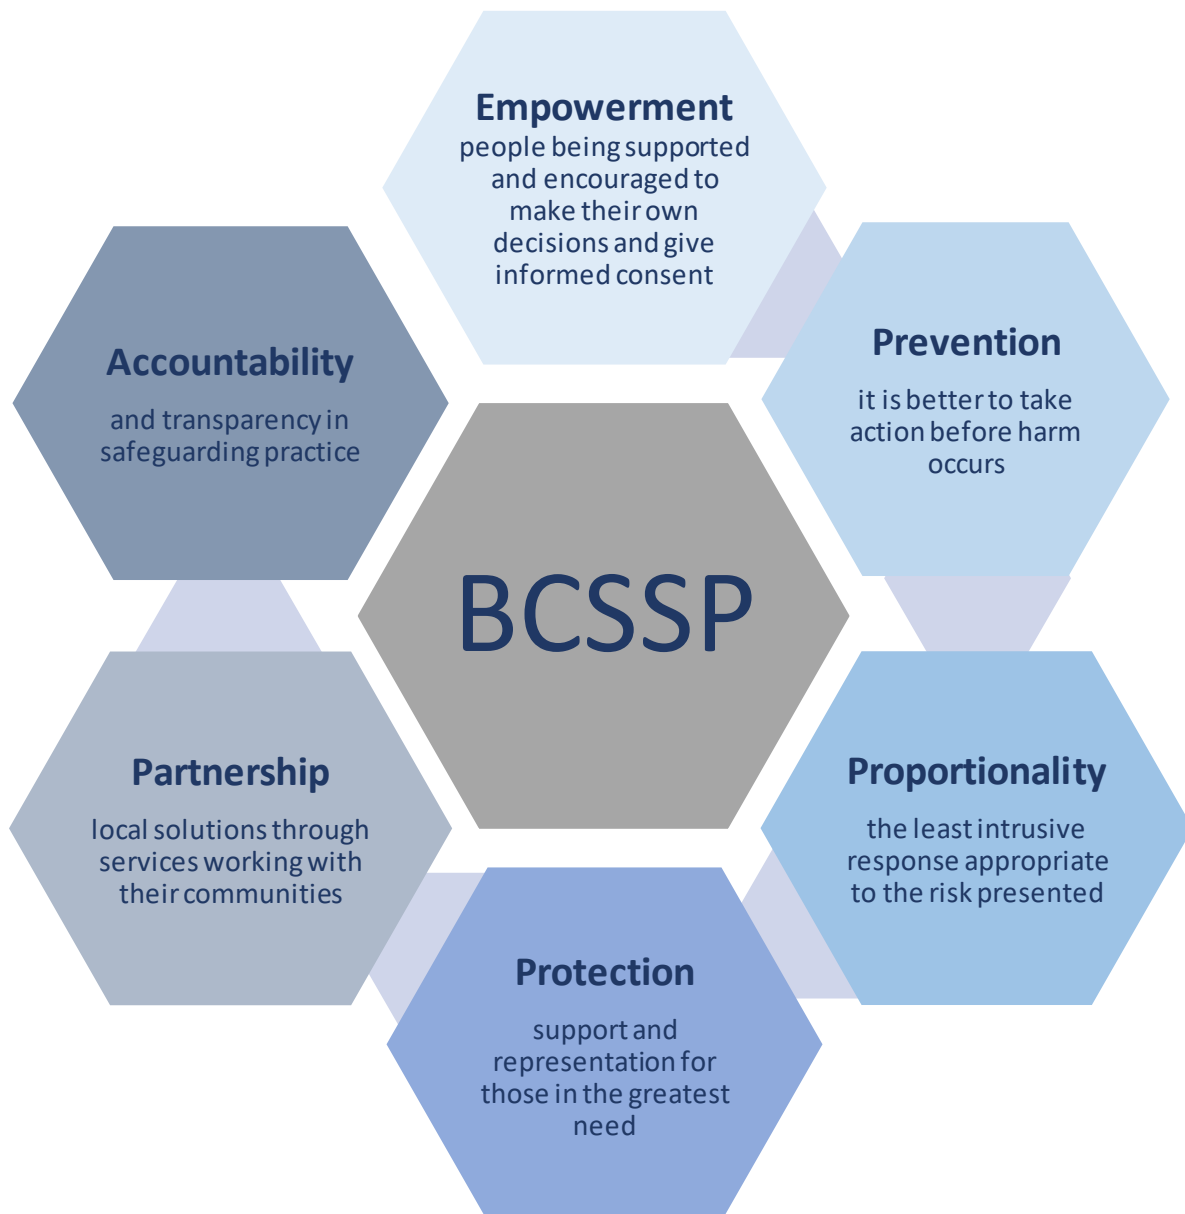 Empowerment
people being supported
and encouraged to
make their own
decisions and give
informed consent
Prevention
it is better to take
action before harm
occurs
Proportionality
the least intrusive
response appropriate
to the risk presented
Protection
support and
representation for
those in the greatest
need
Partnership
local solutions through
services working with
their communities
Accountability
and transparency in
safeguarding practice
BCSSP